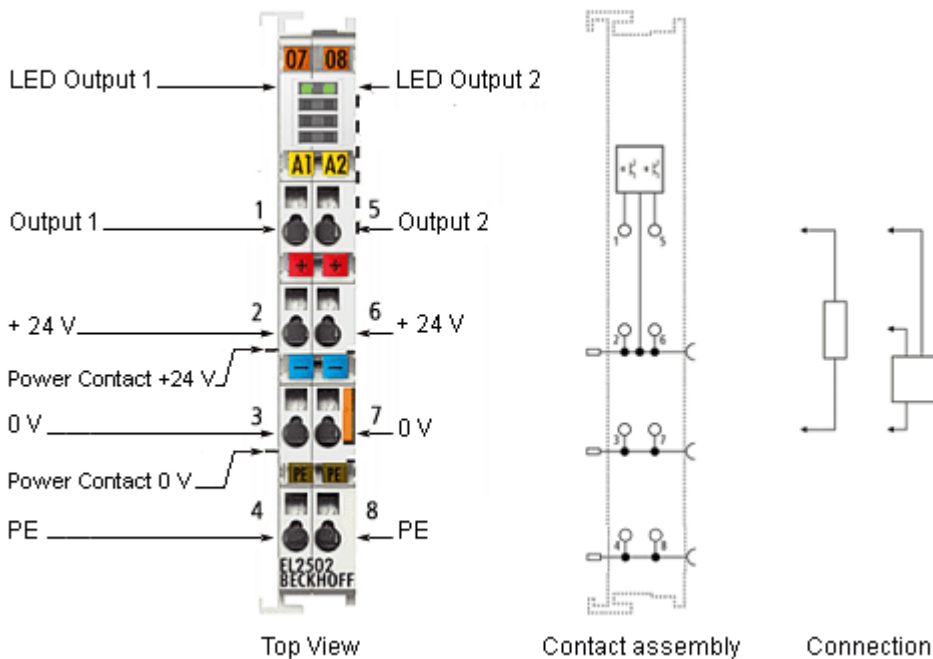 07 08
LED Output 1
LED Output 2
A1 A2
Output 1
1
5
Output 2
+ +
+ 24 V
2
6
+ 24 V
Power Contact +24 V
− −
0 V
3
7
0 V
Power Contact 0 V
PE PE
PE
4
8
PE
EL2502
BECKHOFF
1
5
2
6
3
7
4
8
Top View
Contact assembly
Connection